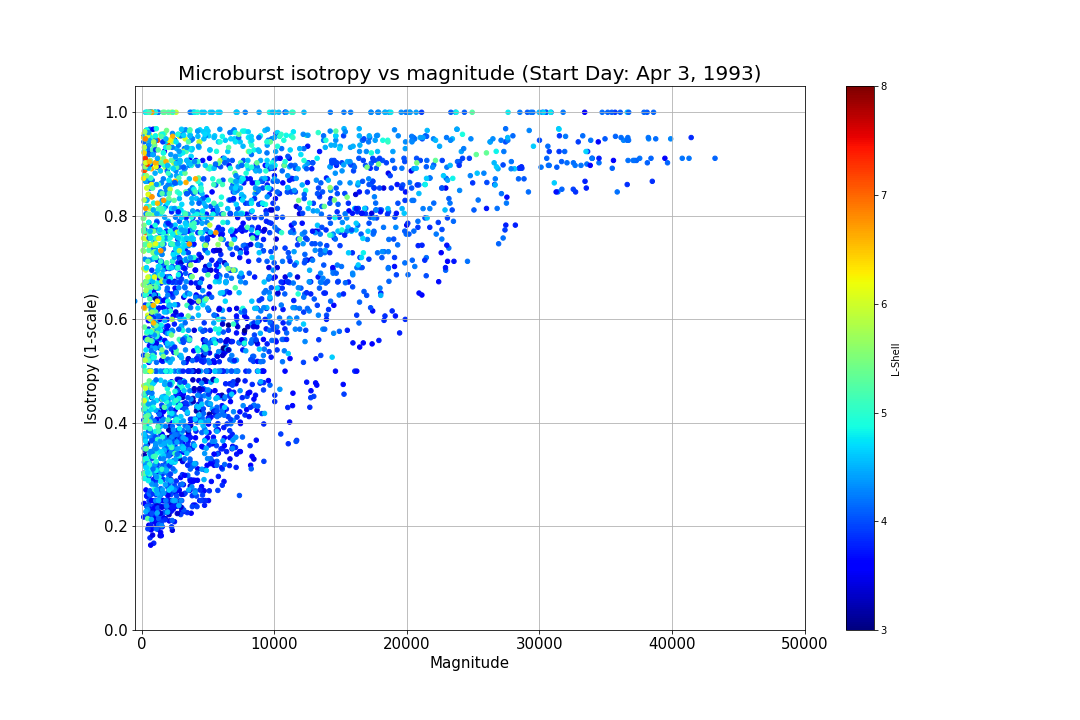 Microburst isotropy vs magnitude (Start Day: Apr 3, 1993)
1.0
0.8
0.6
0.4
0.2
0.0
Isotropy (1-scale)
0 10000 20000 30000 40000 50000
Magnitude
8
7
6
5
4
3
L-Shell